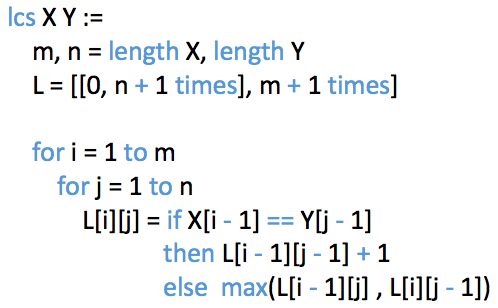 lcs X Y :=
m, n = length X, length Y
L = [[0, n + 1 times], m + 1 times]
for i = 1 to m
for j = 1 to n
L[i][j] = if X[i - 1] == Y[j - 1]
then L[i - 1][j - 1] + 1
else max(L[i - 1][j] , L[i][j - 1])